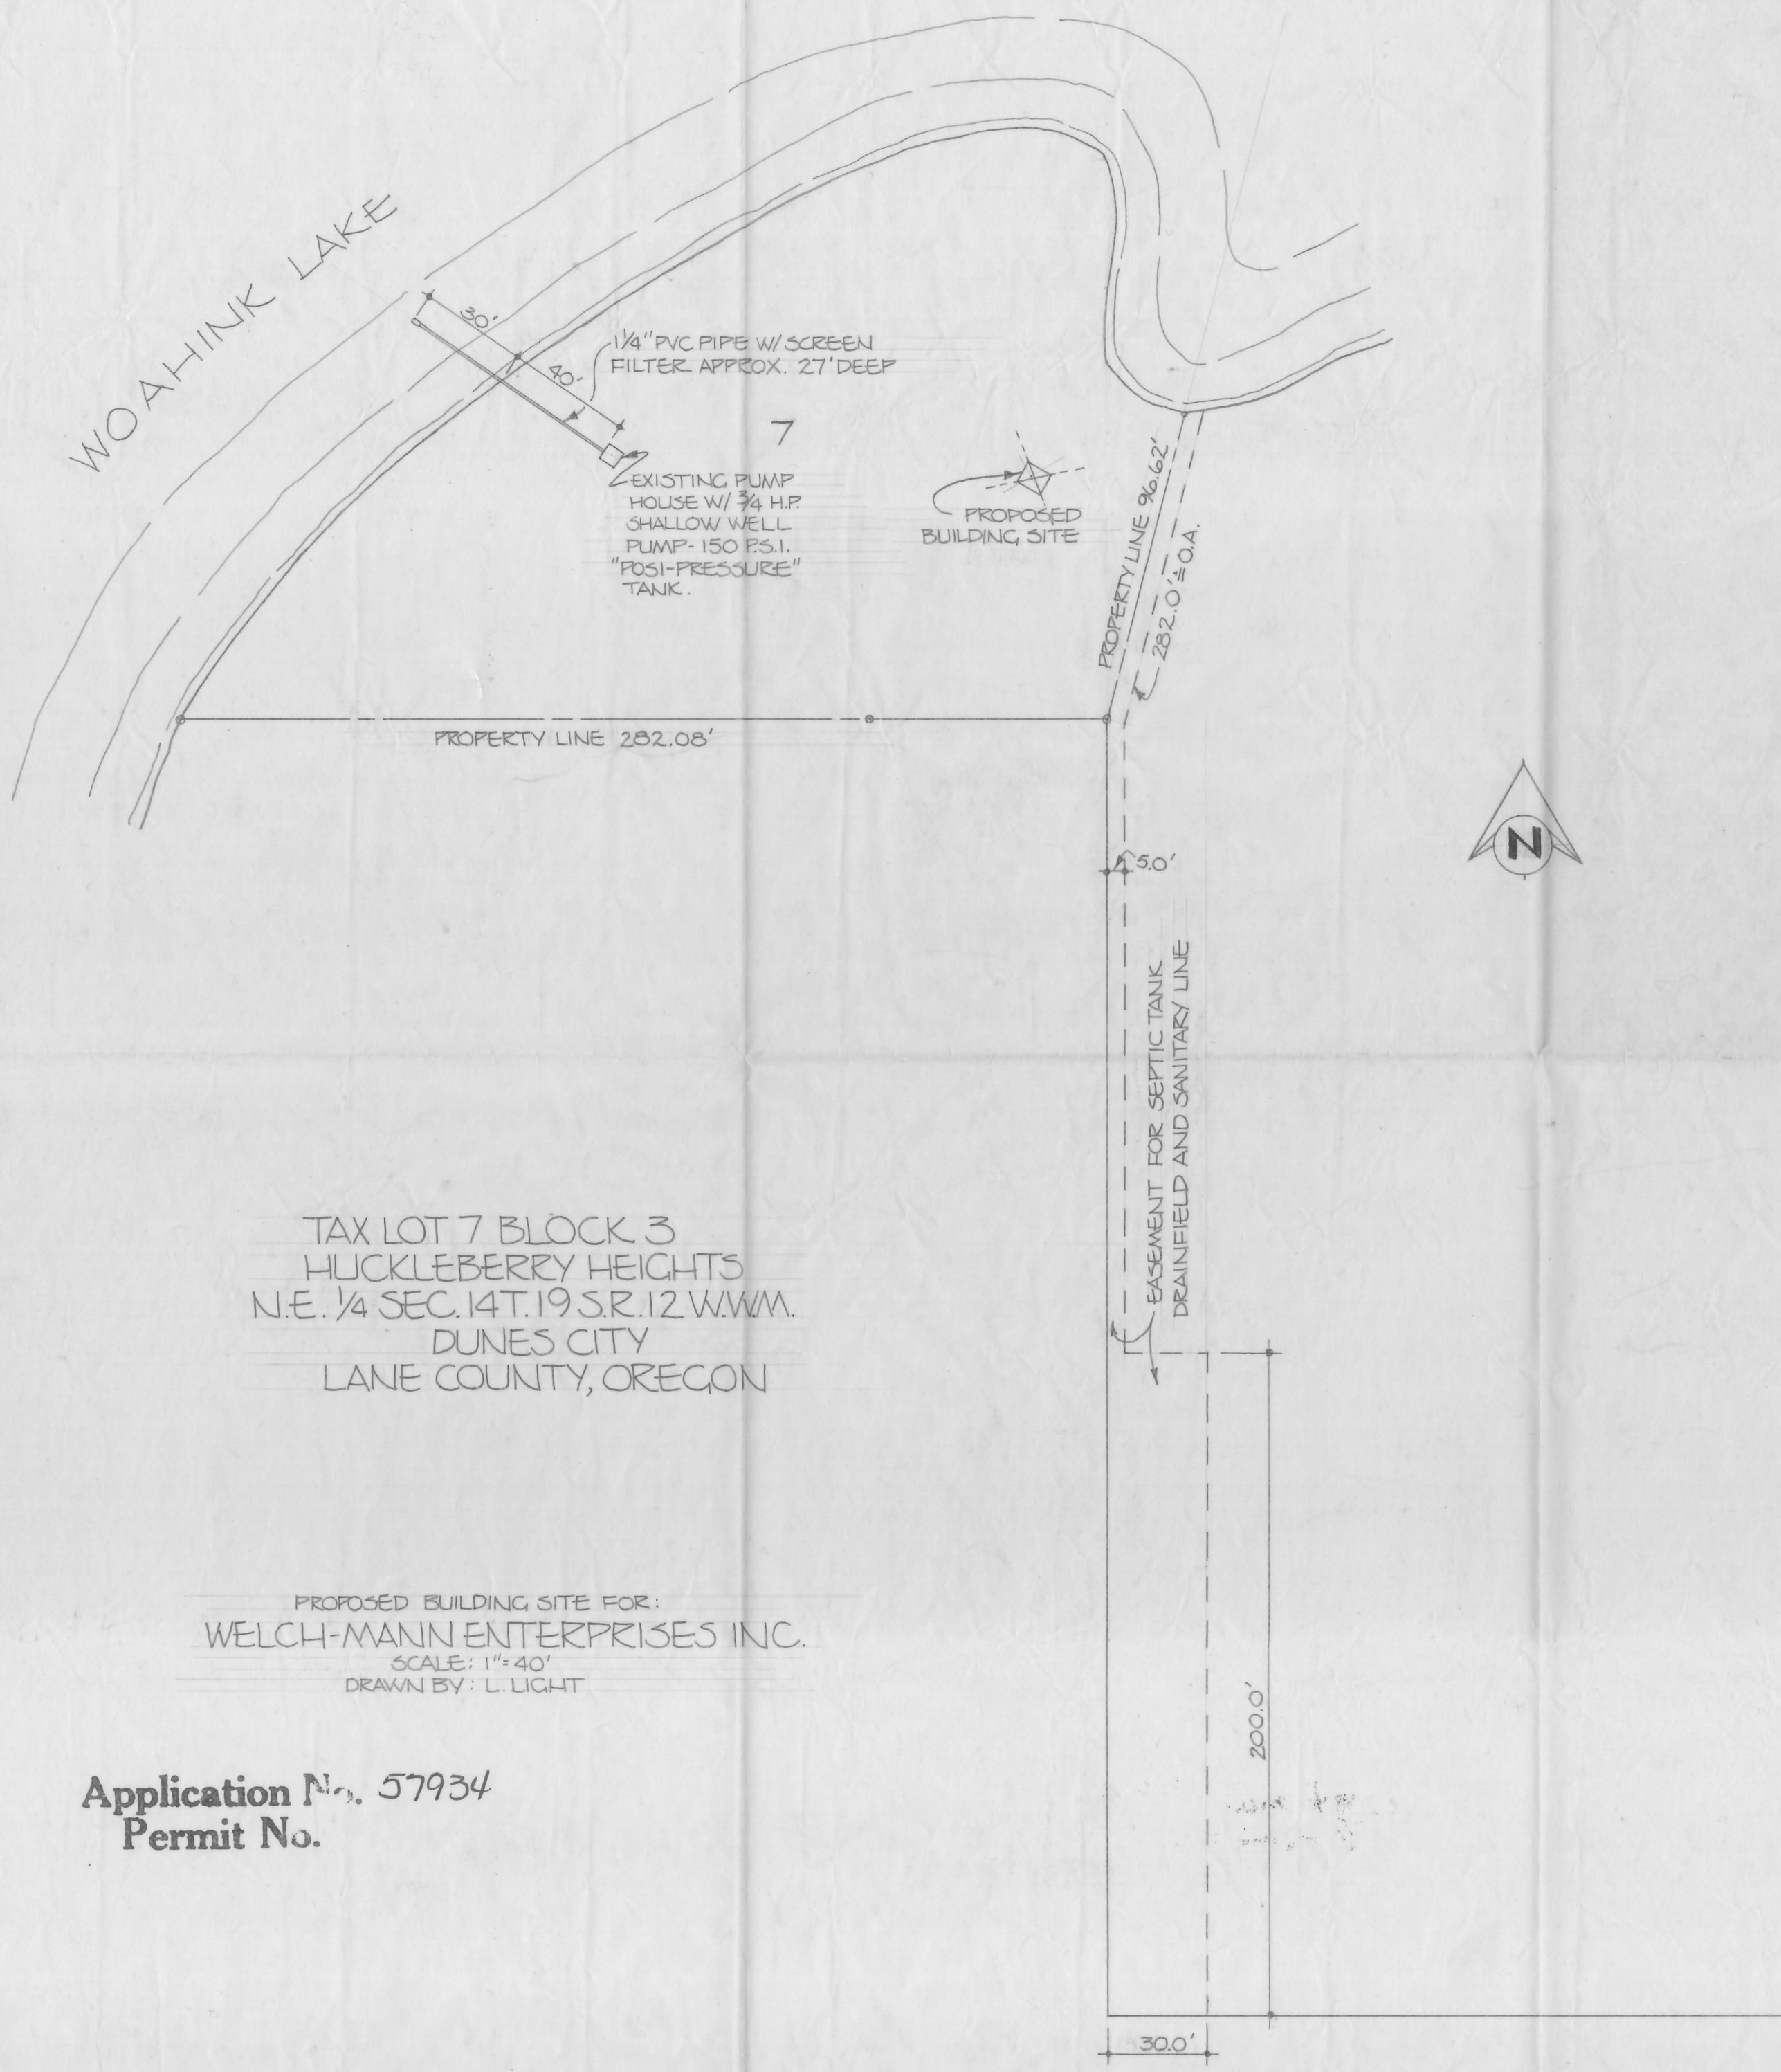 WOAHINK LAKE
30-
40-
1¼" PVC PIPE W/ SCREEN
FILTER APPROX. 27' DEEP
7
EXISTING PUMP
HOUSE W/ ¾ H.P.
SHALLOW WELL
PUMP- 150 P.S.I.
"POSI-PRESSURE"
TANK.
PROPOSED
BUILDING SITE
PROPERTY LINE 96.62'
282.0'± O.A.
PROPERTY LINE 282.08'
N
5.0'
EASEMENT FOR SEPTIC TANK
DRAINFIELD AND SANITARY LINE
TAX LOT 7 BLOCK 3
HUCKLEBERRY HEIGHTS
N.E. ¼ SEC. 14 T. 19 S. R. 12 W.W.M.
DUNES CITY
LANE COUNTY, OREGON
PROPOSED BUILDING SITE FOR:
WELCH-MANN ENTERPRISES INC.
SCALE: 1"=40'
DRAWN BY: L. LIGHT
200.0'
Application No. 57934
Permit No.
30.0'